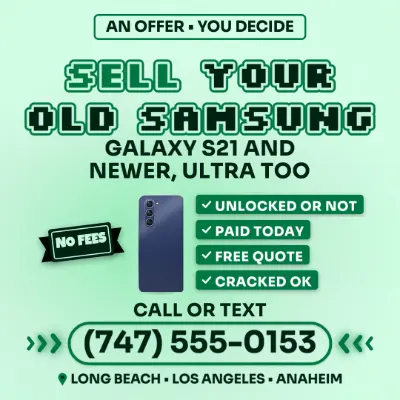 AN OFFER • YOU DECIDE
SELL YOUR
OLD SAMSUNG
GALAXY S21 AND
NEWER, ULTRA TOO
NO FEES
✓ UNLOCKED OR NOT
✓ PAID TODAY
✓ FREE QUOTE
✓ CRACKED OK
CALL OR TEXT
(747) 555-0153
LONG BEACH • LOS ANGELES • ANAHEIM